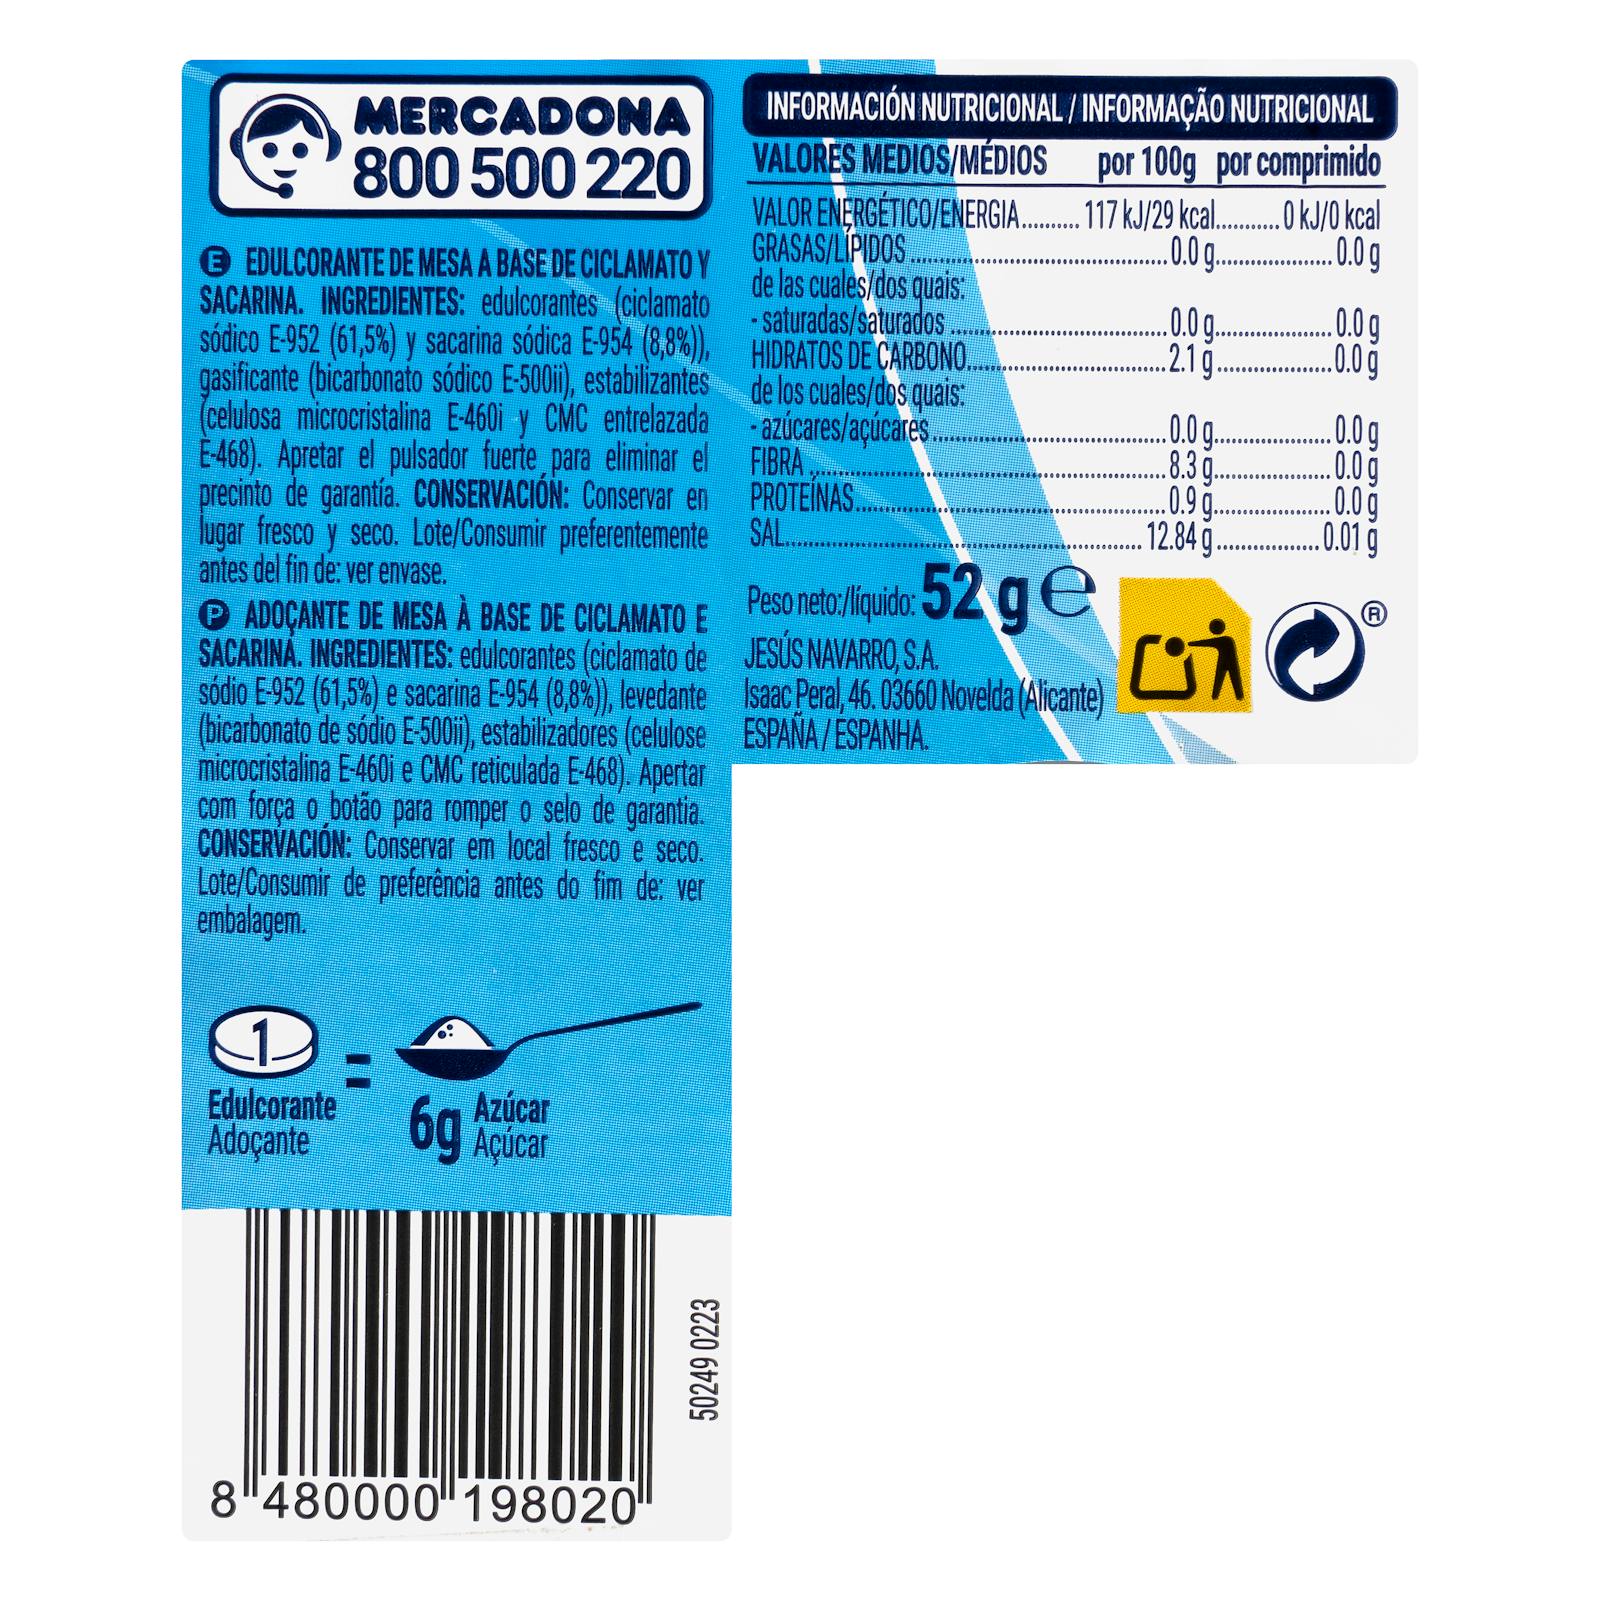 MERCADONA
800 500 220
E EDULCORANTE DE MESA A BASE DE CICLAMATO Y
SACARINA. INGREDIENTES: edulcorantes (ciclamato
sódico E-952 (61,5%) y sacarina sódica E-954 (8,8%)),
gasificante (bicarbonato sódico E-500ii), estabilizantes
(celulosa microcristalina E-460i y CMC entrelazada
E-468). Apretar el pulsador fuerte para eliminar el
precinto de garantía. CONSERVACIÓN: Conservar en
lugar fresco y seco. Lote/Consumir preferentemente
antes del fin de: ver envase.
P ADOÇANTE DE MESA À BASE DE CICLAMATO E
SACARINA. INGREDIENTES: edulcorantes (ciclamato de
sódio E-952 (61,5%) e sacarina E-954 (8,8%)), levedante
(bicarbonato de sódio E-500ii), estabilizadores (celulose
microcristalina E-460i e CMC reticulada E-468). Apertar
com força o botão para romper o selo de garantia.
CONSERVACIÓN: Conservar em local fresco e seco.
Lote/Consumir de preferência antes do fim de: ver
embalagem.
1 =
Edulcorante
Adoçante
6g Azúcar
Açúcar
50249 0223
8 480000 198020
INFORMACIÓN NUTRICIONAL / INFORMAÇÃO NUTRICIONAL
VALORES MEDIOS/MÉDIOS por 100g por comprimido
VALOR ENERGÉTICO/ENERGIA.......... 117 kJ/29 kcal.......... 0 kJ/0 kcal
GRASAS/LÍPIDOS .......... 0.0 g.......... 0.0 g
de las cuales/dos quais:
- saturadas/saturados .......... 0.0 g.......... 0.0 g
HIDRATOS DE CARBONO.......... 2.1 g.......... 0.0 g
de los cuales/dos quais:
- azúcares/açúcares .......... 0.0 g.......... 0.0 g
FIBRA .......... 8.3 g.......... 0.0 g
PROTEÍNAS.......... 0.9 g.......... 0.0 g
SAL.......... 12.84 g.......... 0.01 g
Peso neto:/líquido: 52 g e
®
JESÚS NAVARRO, S.A.
Isaac Peral, 46. 03660 Novelda (Alicante)
ESPAÑA / ESPANHA.